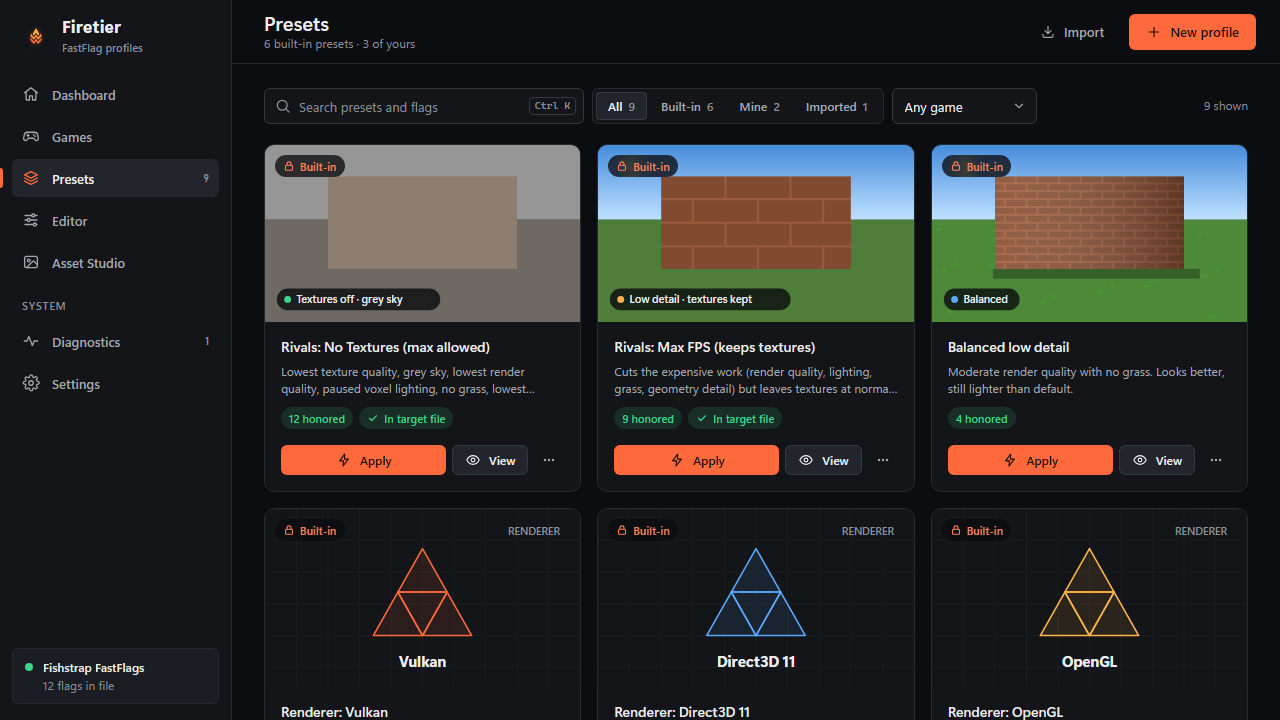 Firetier
FastFlag profiles
Dashboard
Games
Presets 9
Editor
Asset Studio
SYSTEM
Diagnostics 1
Settings
Fishstrap FastFlags
12 flags in file
Presets
6 built-in presets · 3 of yours
Import
New profile
Search presets and flags Ctrl K
All 9 Built-in 6 Mine 2 Imported 1
Any game
9 shown
Built-in
Textures off · grey sky
Rivals: No Textures (max allowed)
Lowest texture quality, grey sky, lowest render
quality, paused voxel lighting, no grass, lowest...
12 honored In target file
Apply View
Built-in
Low detail · textures kept
Rivals: Max FPS (keeps textures)
Cuts the expensive work (render quality, lighting,
grass, geometry detail) but leaves textures at norma...
9 honored In target file
Apply View
Built-in
Balanced
Balanced low detail
Moderate render quality with no grass. Looks better,
still lighter than default.
4 honored
Apply View
Built-in RENDERER
Vulkan
Renderer: Vulkan
Built-in RENDERER
Direct3D 11
Renderer: Direct3D 11
Built-in RENDERER
OpenGL
Renderer: OpenGL